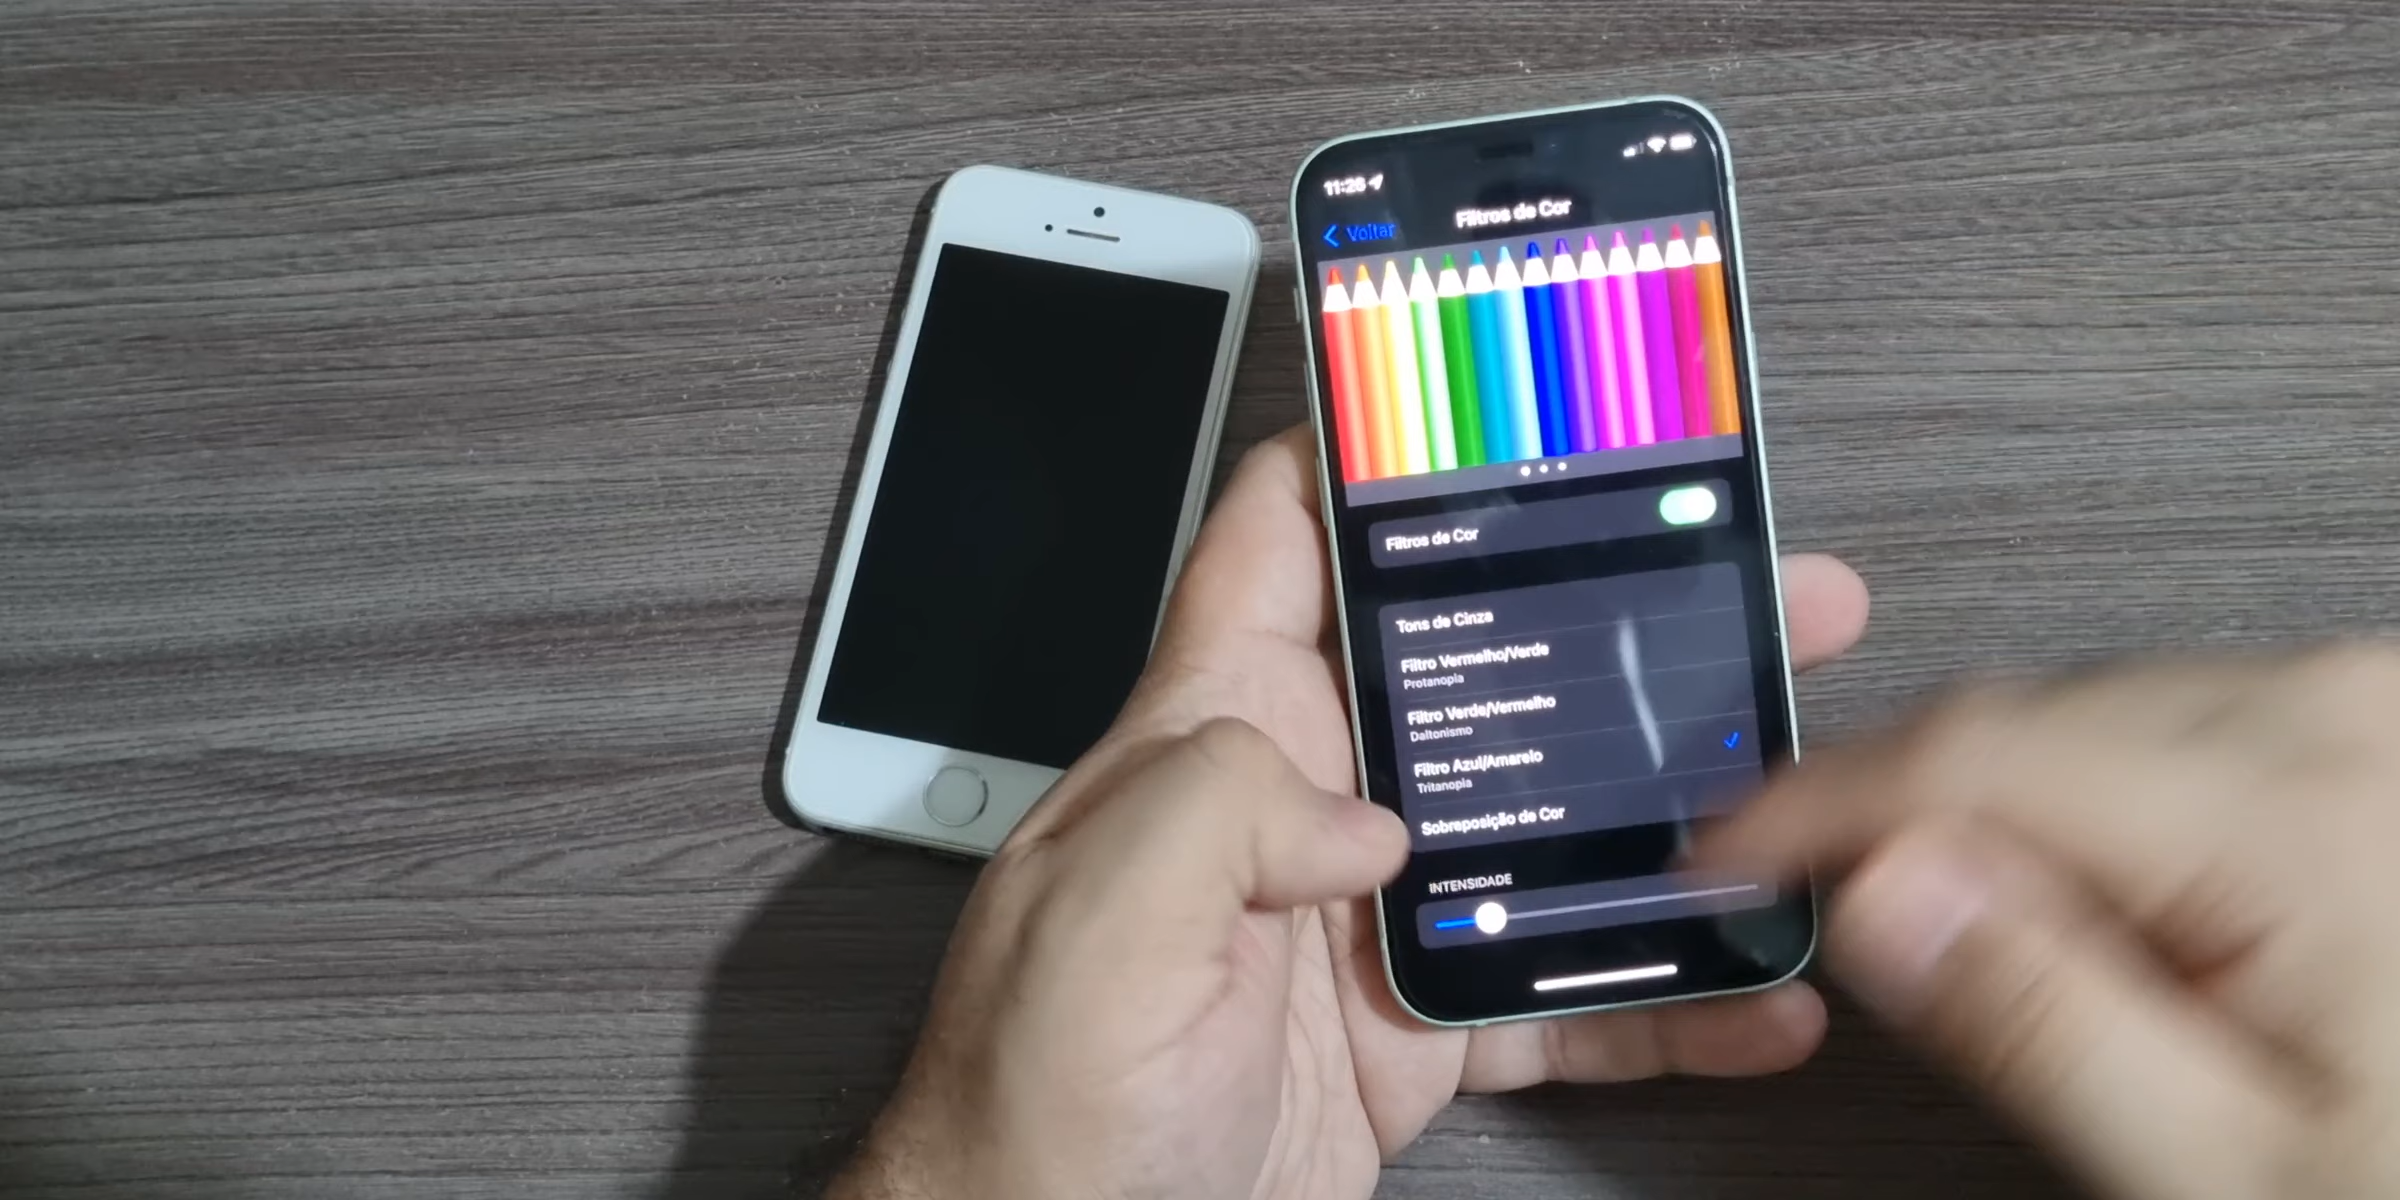 11:26
Voltar
Filtros de Cor
Filtros de Cor
Tons de Cinza
Filtro Vermelho/Verde
Protanopia
Filtro Verde/Vermelho
Daltonismo
Filtro Azul/Amarelo
Tritanopia
Sobreposição de Cor
INTENSIDADE